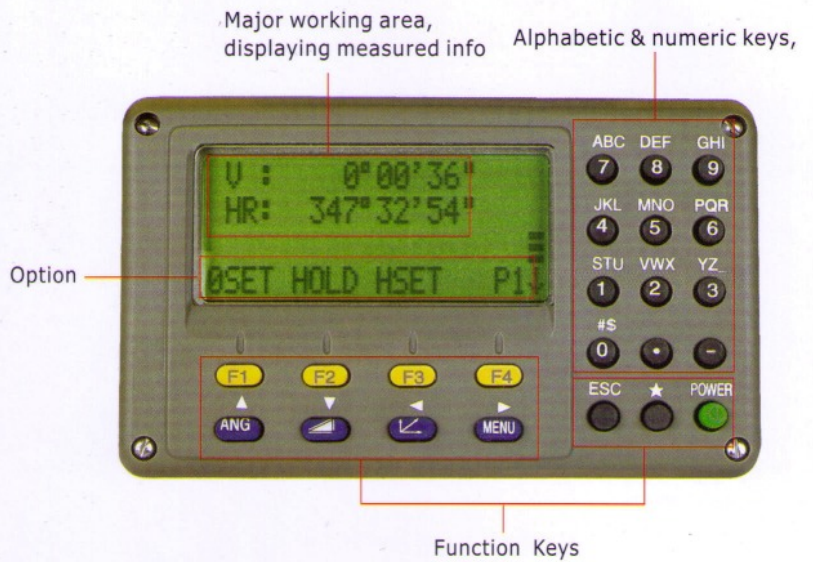 Major working area,
displaying measured info
Alphabetic & numeric keys,
V : 0°00'36"
HR: 347°32'54"
0SET HOLD HSET P1↓
Option
ABC DEF GHI
7 8 9
JKL MNO PQR
4 5 6
STU VWX YZ_
1 2 3
#$
0 • −
F1 F2 F3 F4
ESC ★ POWER
▲ ▼ ◀ ▶
ANG MENU
Function Keys